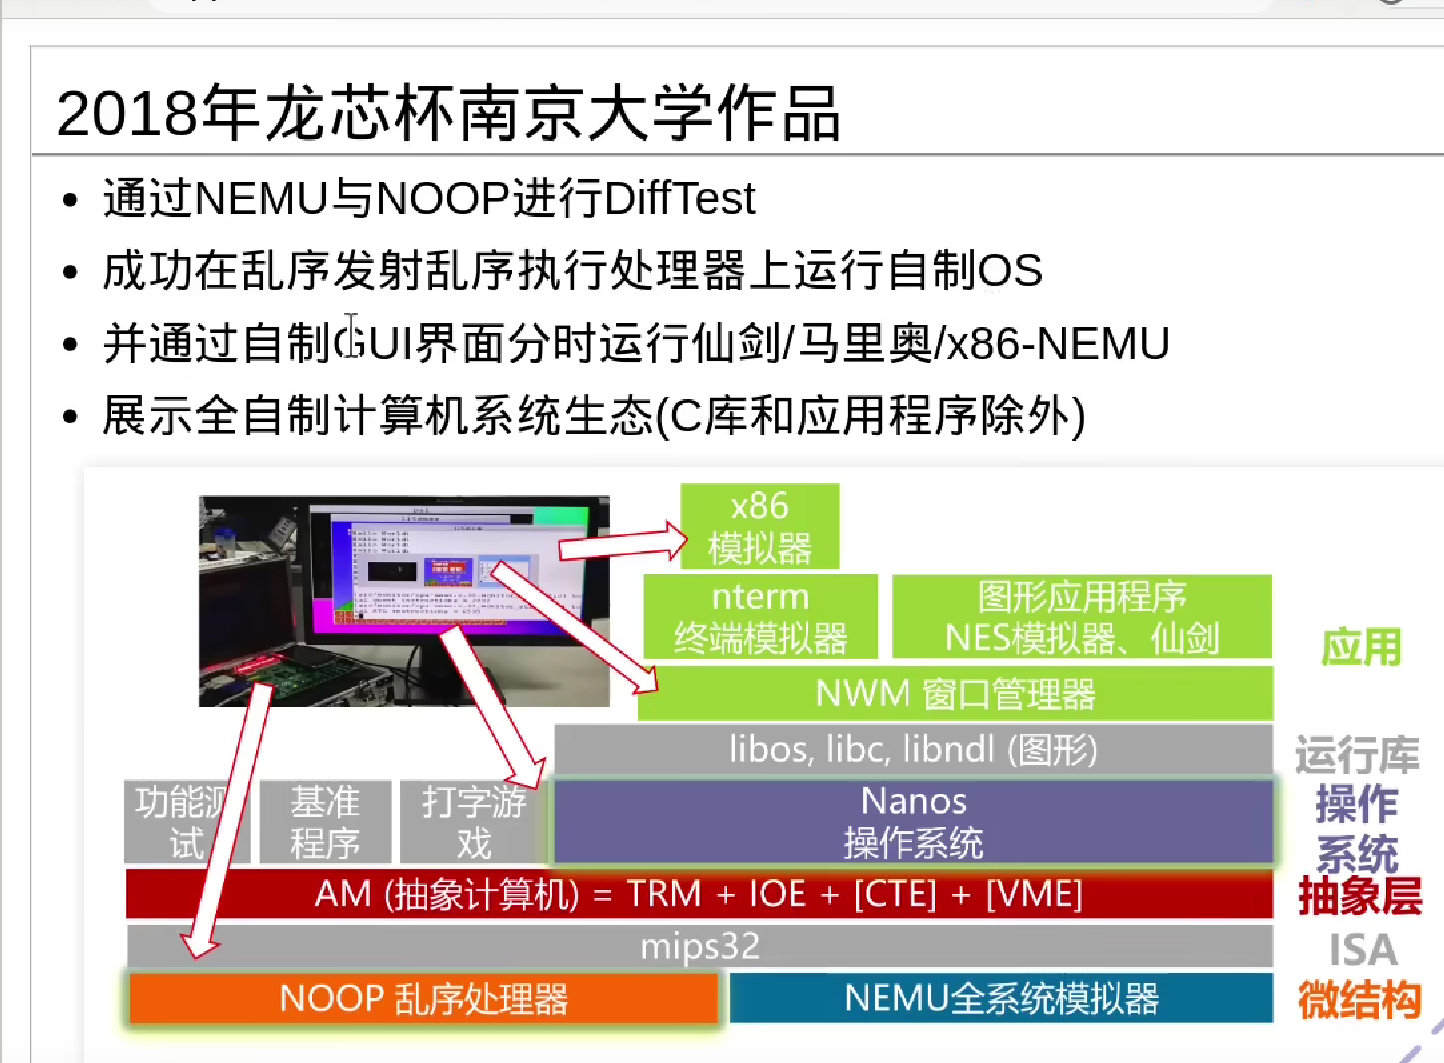 2018年龙芯杯南京大学作品
通过NEMU与NOOP进行DiffTest
成功在乱序发射乱序执行处理器上运行自制OS
并通过自制GUI界面分时运行仙剑/马里奥/x86-NEMU
展示全自制计算机系统生态(C库和应用程序除外)
x86
模拟器
nterm
终端模拟器
图形应用程序
NES模拟器、仙剑
应用
NWM 窗口管理器
libos, libc, libndl (图形)
运行库
功能测
试
基准
程序
打字游
戏
Nanos
操作系统
操作
系统
AM (抽象计算机) = TRM + IOE + [CTE] + [VME]
抽象层
mips32
ISA
NOOP 乱序处理器
NEMU全系统模拟器
微结构